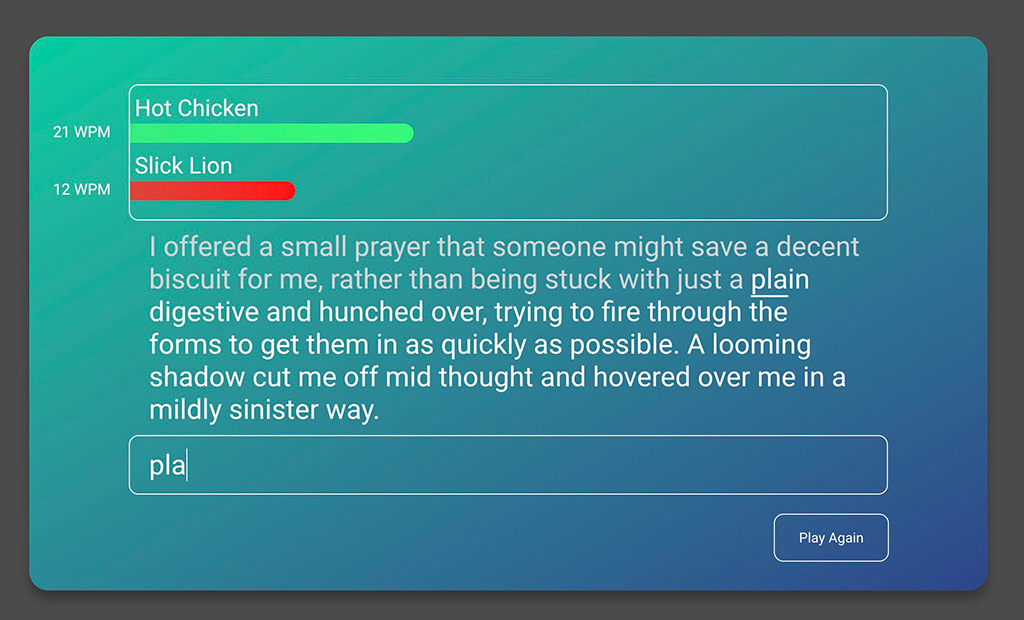 Hot Chicken
21 WPM
Slick Lion
12 WPM
I offered a small prayer that someone might save a decent
biscuit for me, rather than being stuck with just a plain
digestive and hunched over, trying to fire through the
forms to get them in as quickly as possible. A looming
shadow cut me off mid thought and hovered over me in a
mildly sinister way.
pla
Play Again